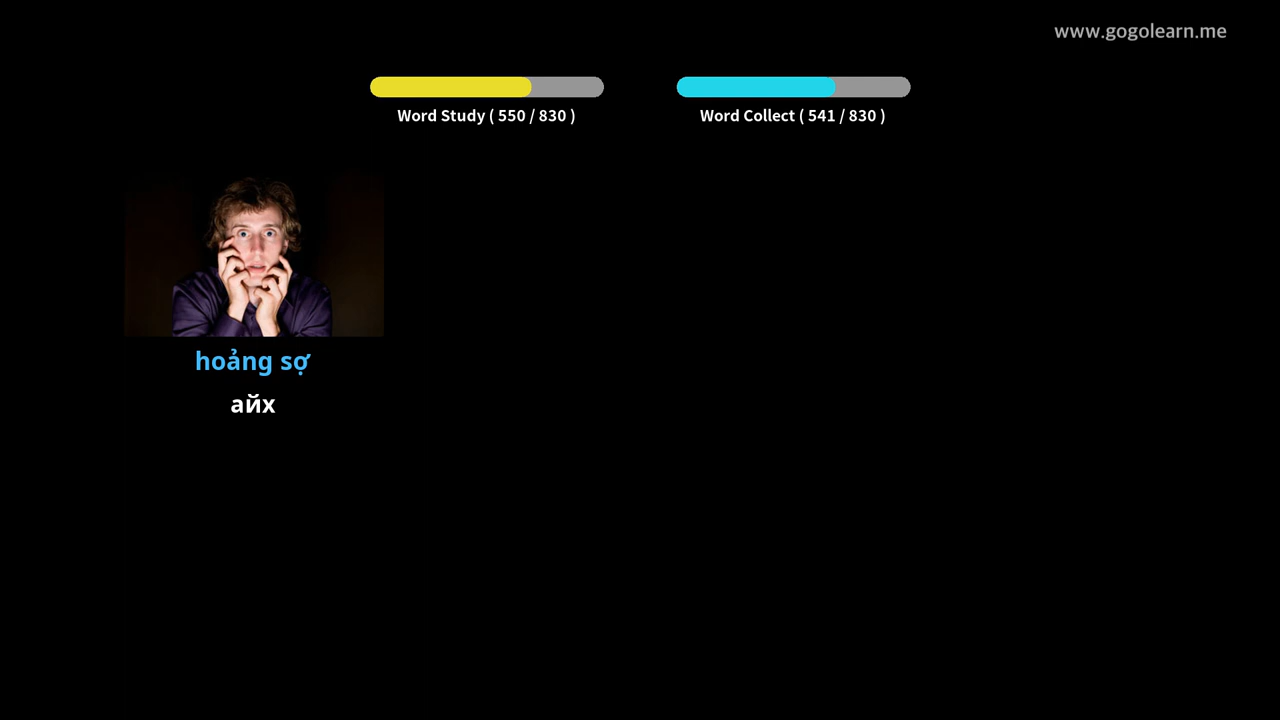 www.gogolearn.me
Word Study ( 550 / 830 )
Word Collect ( 541 / 830 )
hoảng sợ
айх